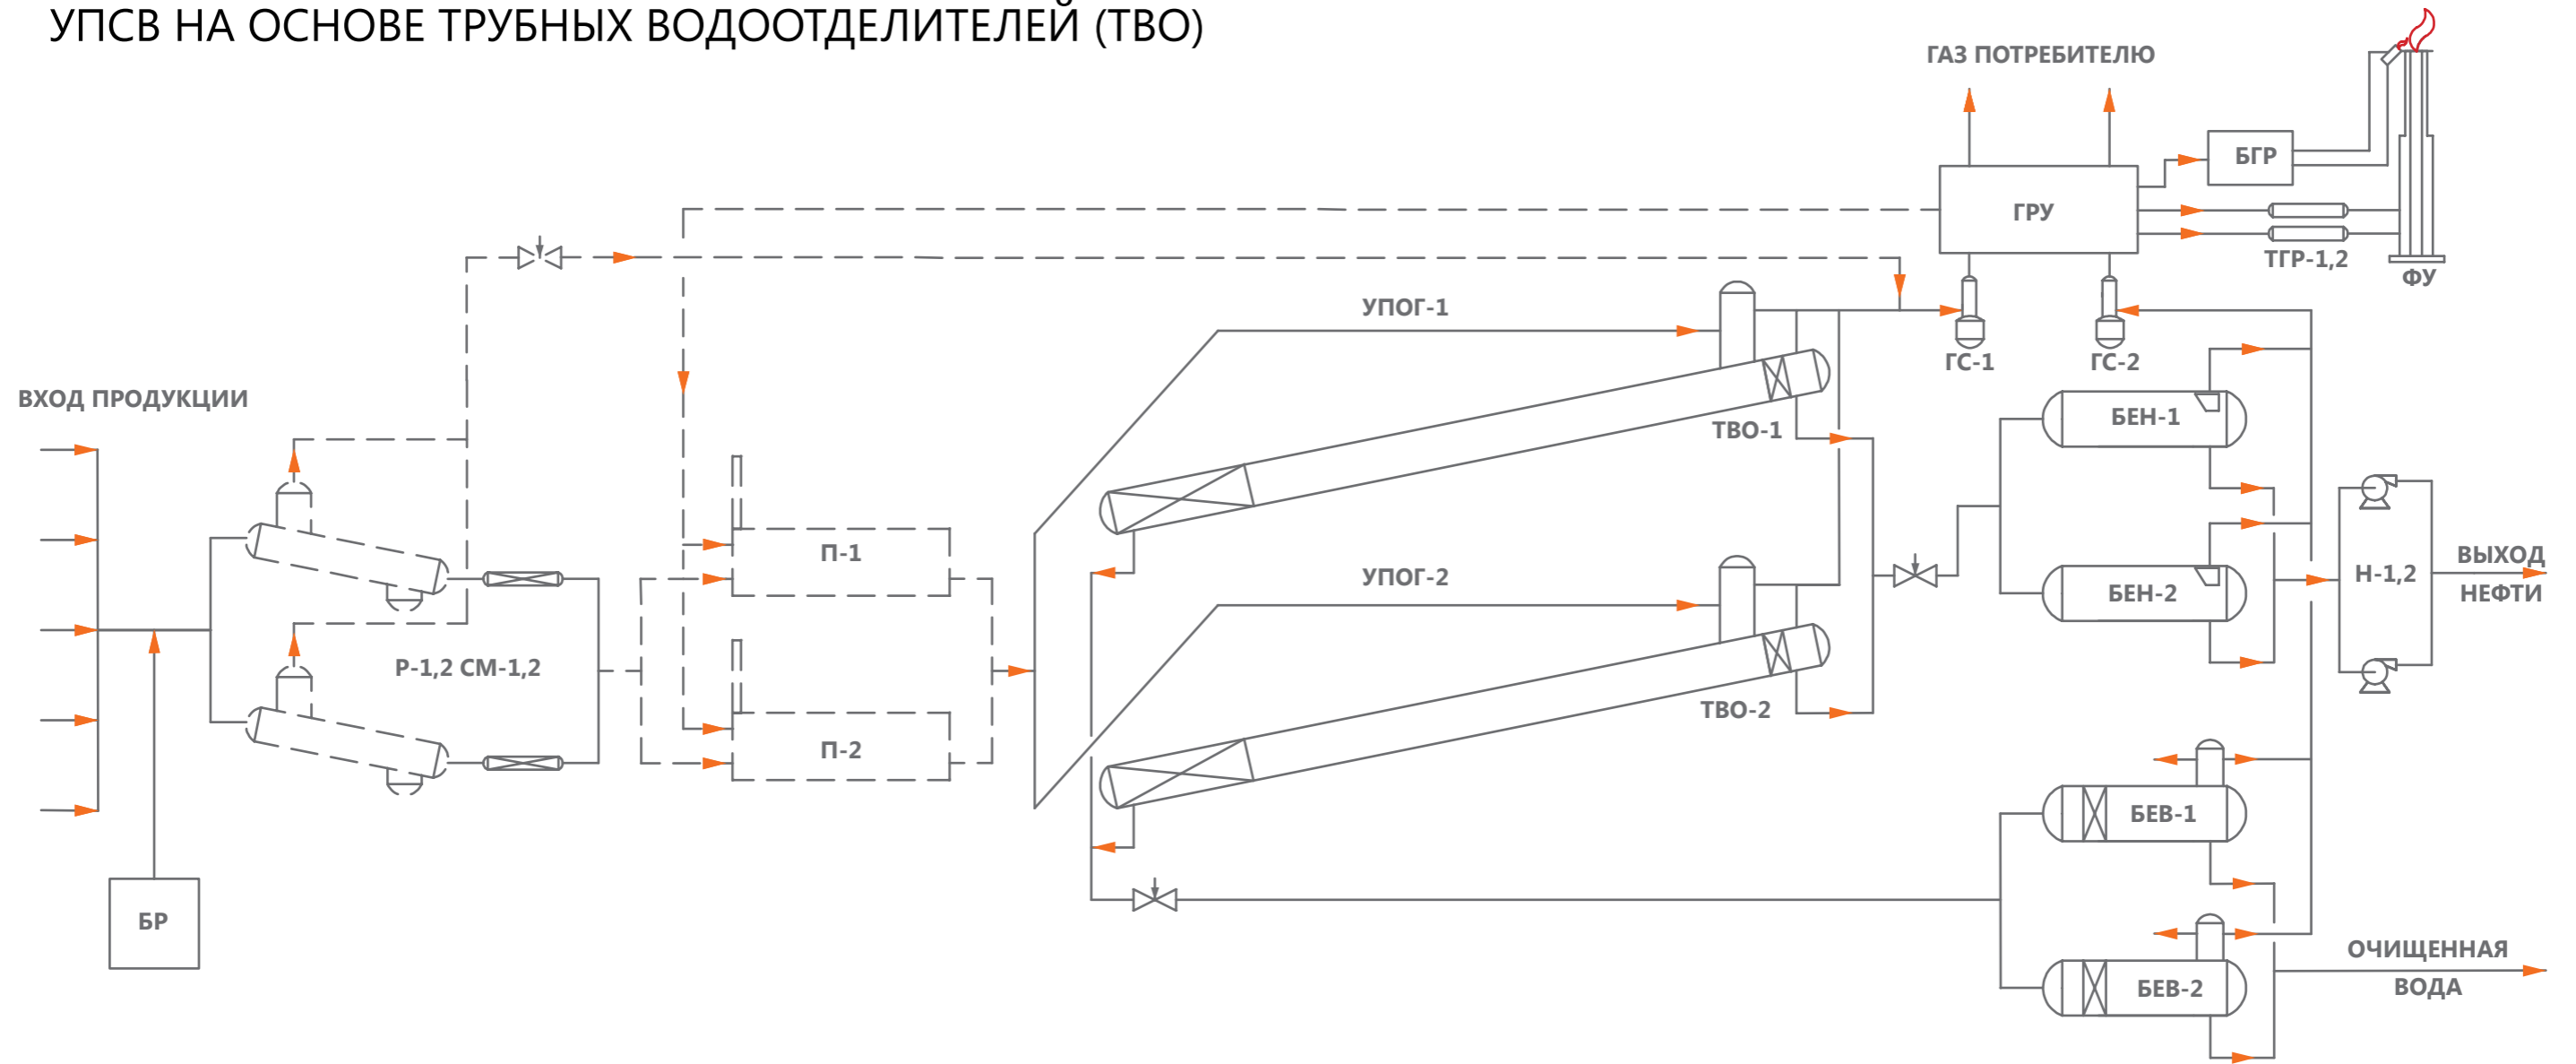 УПСВ НА ОСНОВЕ ТРУБНЫХ ВОДООТДЕЛИТЕЛЕЙ (ТВО)
ГАЗ ПОТРЕБИТЕЛЮ
БГР
ГРУ
ТГР-1,2
ФУ
УПОГ-1
ГС-1
ГС-2
ВХОД ПРОДУКЦИИ
ТВО-1
БЕН-1
П-1
УПОГ-2
БЕН-2
Н-1,2
ВЫХОД
НЕФТИ
Р-1,2 СМ-1,2
ТВО-2
П-2
БЕВ-1
БР
ОЧИЩЕННАЯ
ВОДА
БЕВ-2